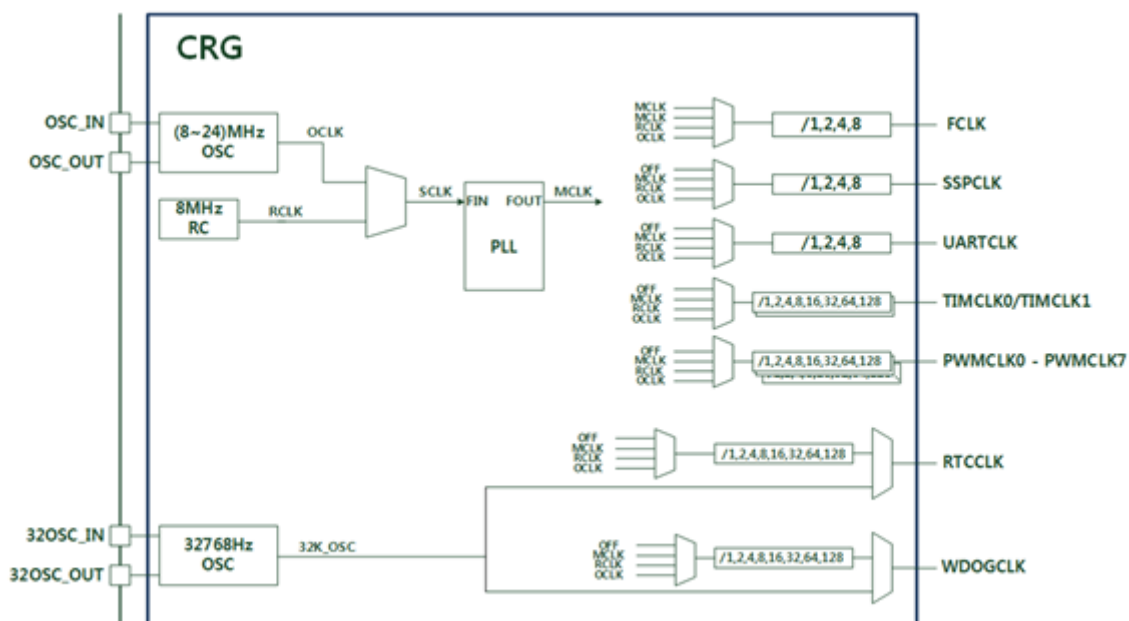 CRG
OSC_IN
OSC_OUT
(8~24)MHz
OSC
OCLK
8MHz
RC
RCLK
SCLK
FIN FOUT
PLL
MCLK
MCLK
MCLK
RCLK
OCLK
/1,2,4,8
FCLK
OFF
MCLK
RCLK
OCLK
/1,2,4,8
SSPCLK
OFF
MCLK
RCLK
OCLK
/1,2,4,8
UARTCLK
OFF
MCLK
RCLK
OCLK
/1,2,4,8,16,32,64,128
TIMCLK0/TIMCLK1
OFF
MCLK
RCLK
OCLK
/1,2,4,8,16,32,64,128
PWMCLK0 - PWMCLK7
OFF
MCLK
RCLK
OCLK
/1,2,4,8,16,32,64,128
RTCCLK
32OSC_IN
32OSC_OUT
32768Hz
OSC
32K_OSC
OFF
MCLK
RCLK
OCLK
/1,2,4,8,16,32,64,128
WDOGCLK